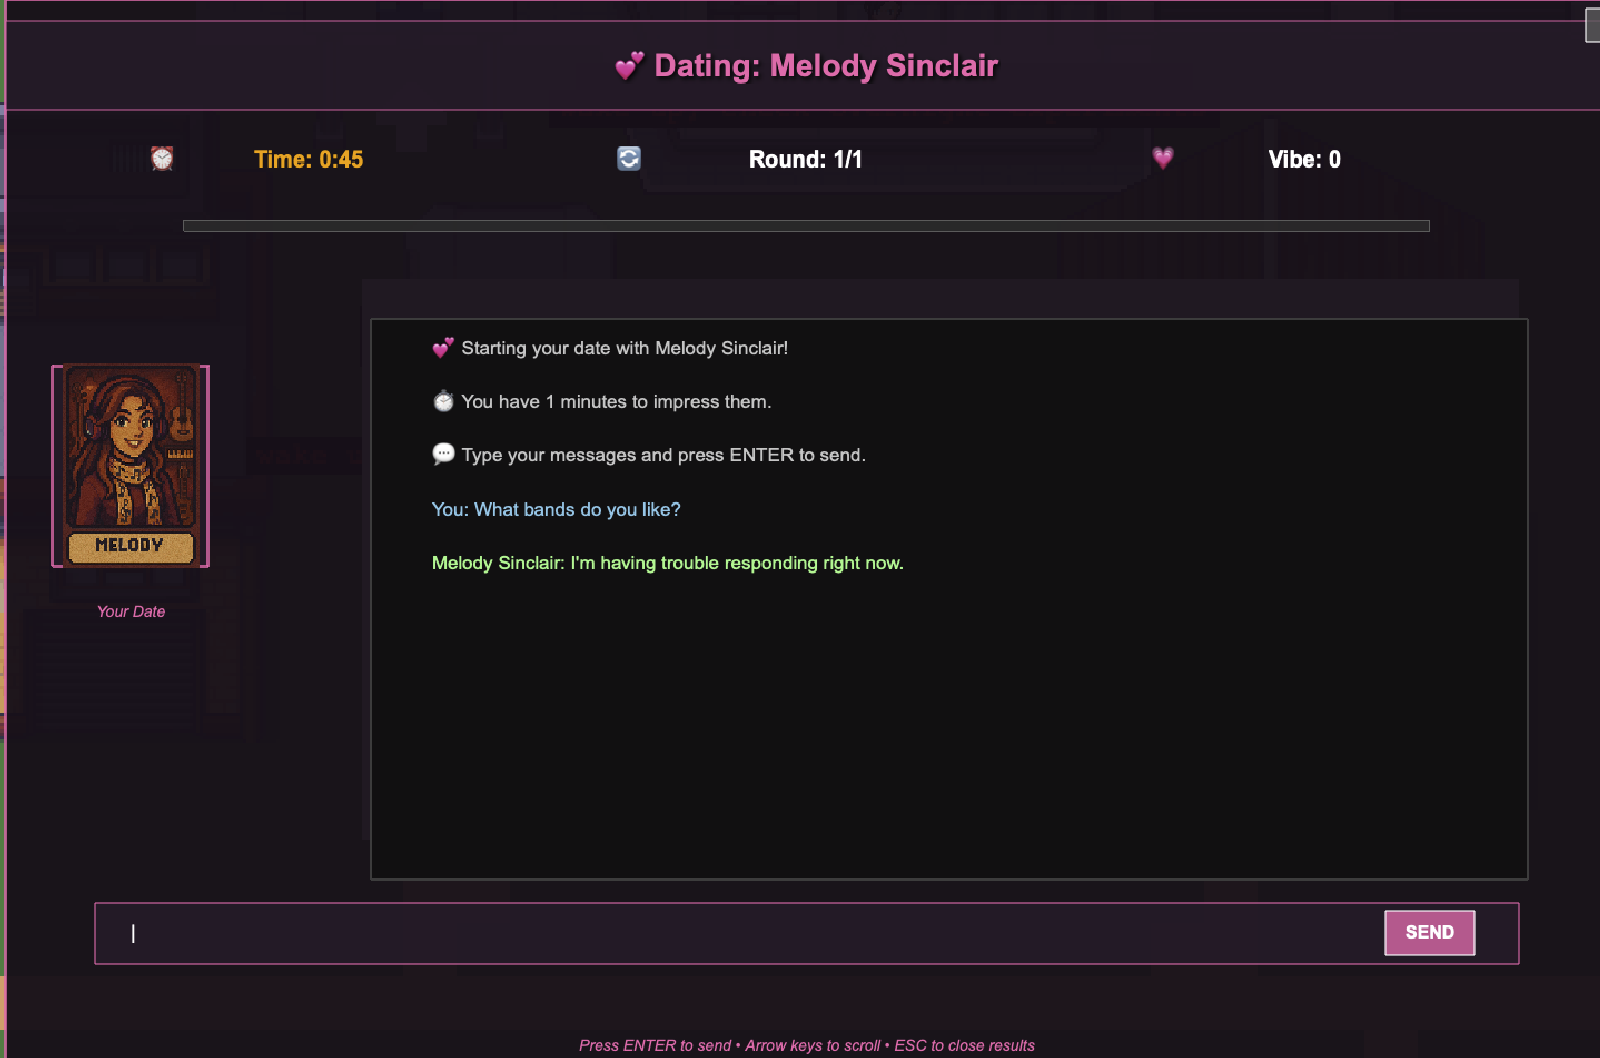 💕 Dating: Melody Sinclair
⏰ Time: 0:45
🔄 Round: 1/1
💗 Vibe: 0
💕 Starting your date with Melody Sinclair!
⏱️ You have 1 minutes to impress them.
💬 Type your messages and press ENTER to send.
You: What bands do you like?
Melody Sinclair: I'm having trouble responding right now.
MELODY
Your Date
SEND
Press ENTER to send • Arrow keys to scroll • ESC to close results